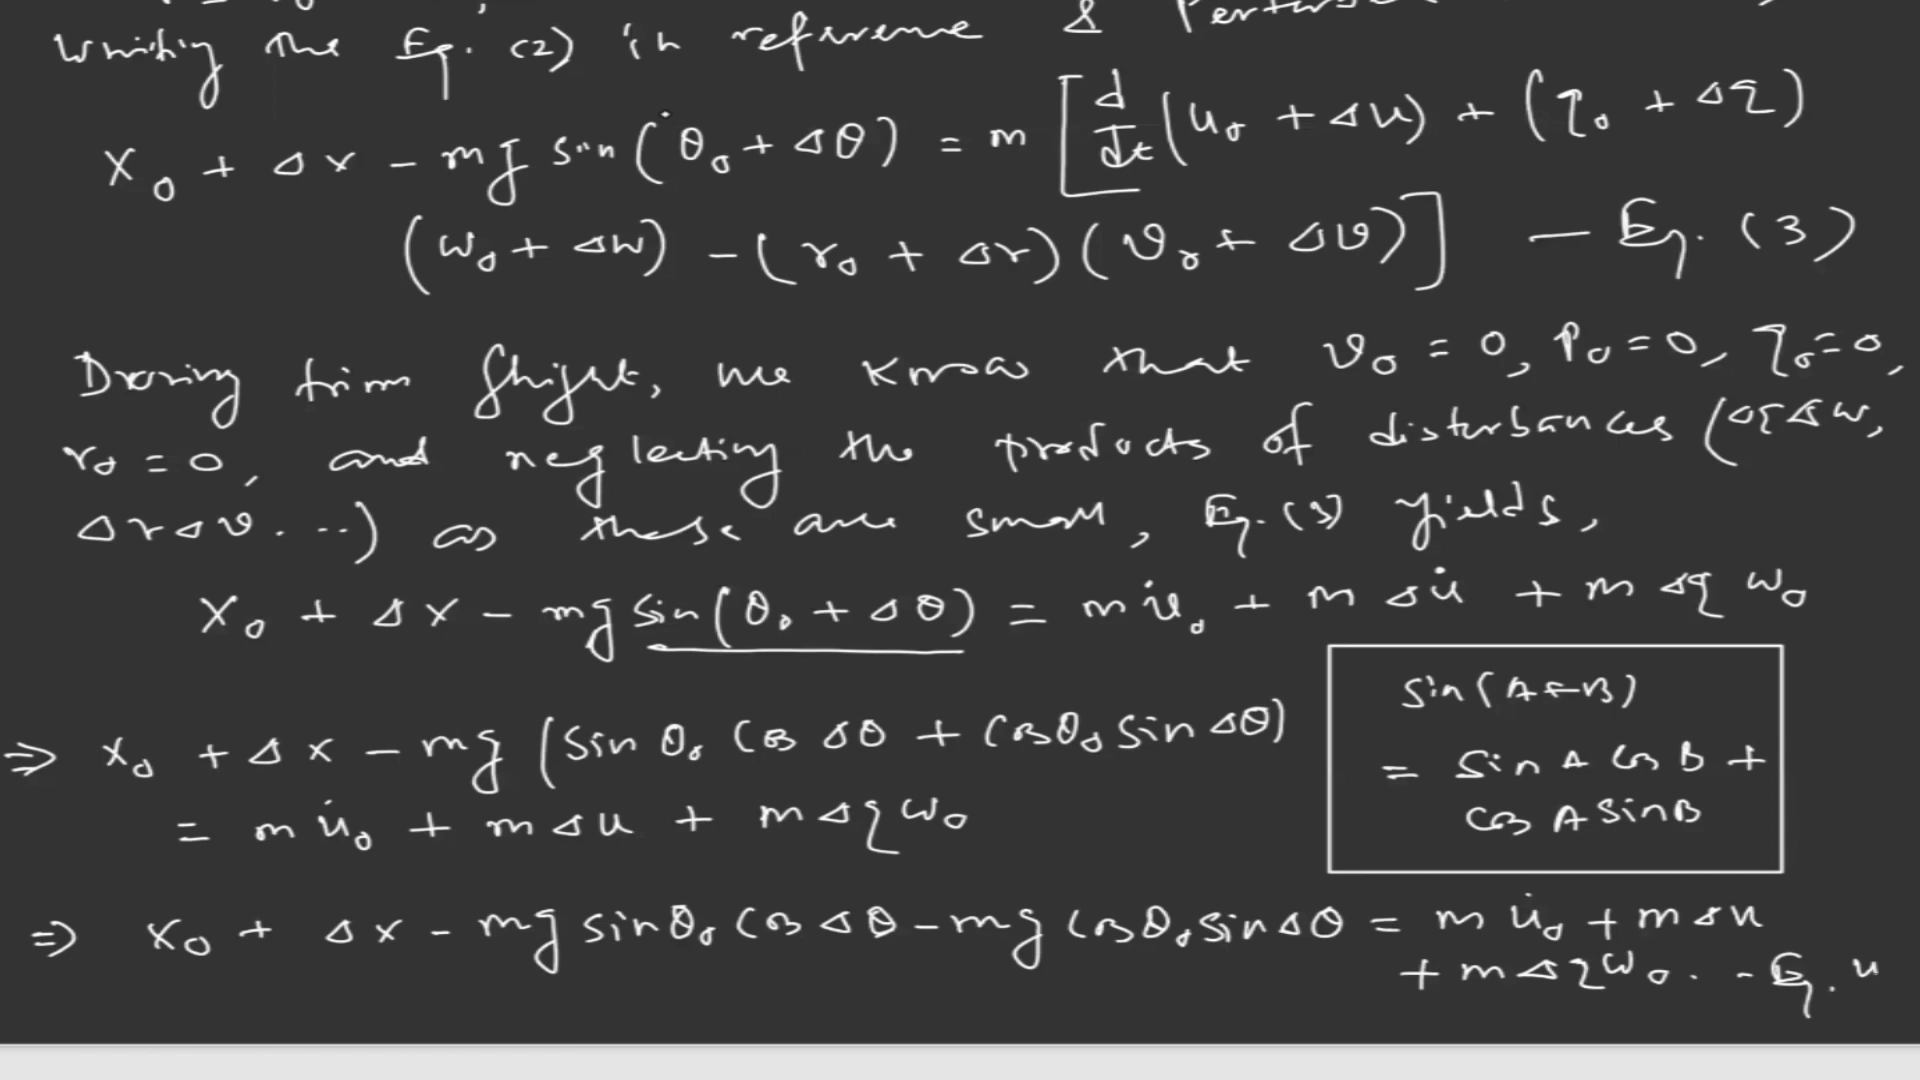 Writing the Eq. (2) in reference &
X₀ + Δx - mg sin(θ₀ + Δθ) = m [d/dt (u₀ + Δu) + (q₀ + Δq)
(w₀ + Δw) - (r₀ + Δr)(v₀ + Δv)] - Eq. (3)
During trim flight, we know that v₀ = 0, p₀ = 0, q₀ = 0,
r₀ = 0, and neglecting the products of disturbances (ΔqΔw,
ΔrΔv...) as these are small, Eq. (3) yields,
X₀ + Δx - mg sin(θ₀ + Δθ) = m u̇₀ + m Δu̇ + m Δq w₀
⇒ x₀ + Δx - mg (sin θ₀ cos Δθ + cos θ₀ sin Δθ)
= m u̇₀ + m Δu + m Δq w₀
sin(A+B)
= sin A cos B +
cos A sin B
⇒ x₀ + Δx - mg sin θ₀ cos Δθ - mg cos θ₀ sin Δθ = m u̇₀ + m Δu
+ m Δq w₀. - Eq. 4